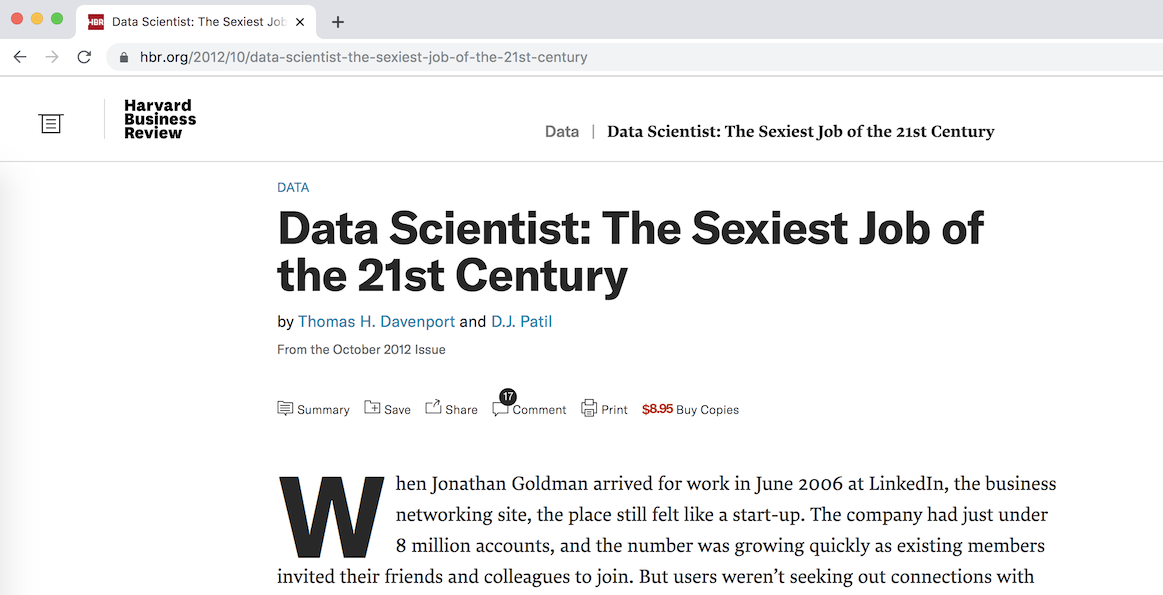 HBR Data Scientist: The Sexiest Job
hbr.org/2012/10/data-scientist-the-sexiest-job-of-the-21st-century
Harvard
Business
Review
Data | Data Scientist: The Sexiest Job of the 21st Century
DATA
Data Scientist: The Sexiest Job of
the 21st Century
by Thomas H. Davenport and D.J. Patil
From the October 2012 Issue
Summary Save Share 17 Comment Print $8.95 Buy Copies
When Jonathan Goldman arrived for work in June 2006 at LinkedIn, the business
networking site, the place still felt like a start-up. The company had just under
8 million accounts, and the number was growing quickly as existing members
invited their friends and colleagues to join. But users weren’t seeking out connections with